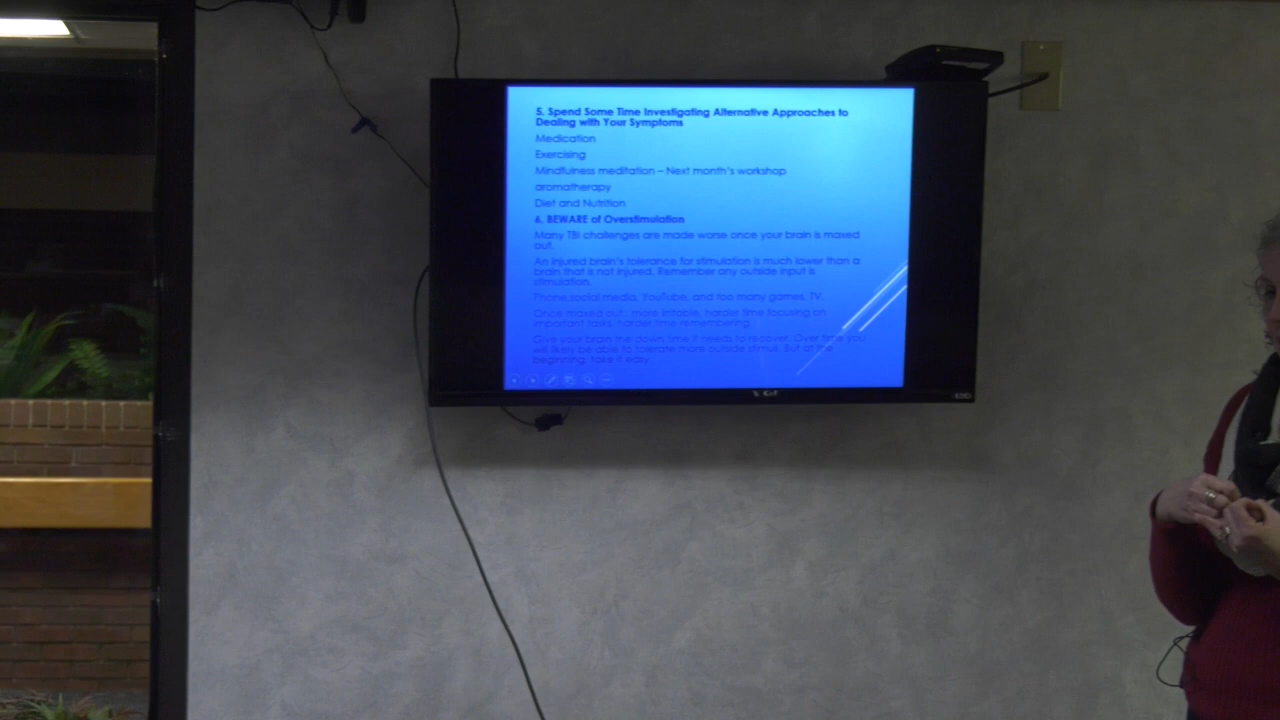 5. Spend Some Time Investigating Alternative Approaches to
Dealing with Your Symptoms
Medication
Exercising
Mindfulness meditation – Next month's workshop
aromatherapy
Diet and Nutrition
6. BEWARE of Overstimulation
Many TBI challenges are made worse once your brain is maxed
out.
An injured brain's tolerance for stimulation is much lower than a
brain that is not injured. Remember any outside input is
stimulation.
Phone,social media, YouTube, and too many games, TV.
Once maxed out.. more irritable, harder time focusing on
important tasks, harder time remembering.
Give your brain the down time it needs to recover. Over time you
will likely be able to tolerate more outside stimus. But at the
beginning, take it easy